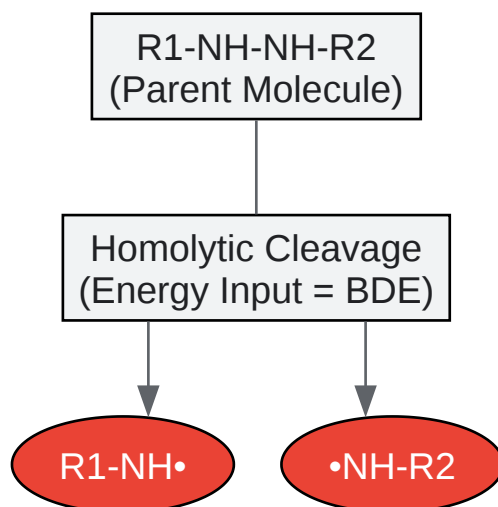 R1-NH-NH-R2
(Parent Molecule)
Homolytic Cleavage
(Energy Input = BDE)
R1-NH•
•NH-R2